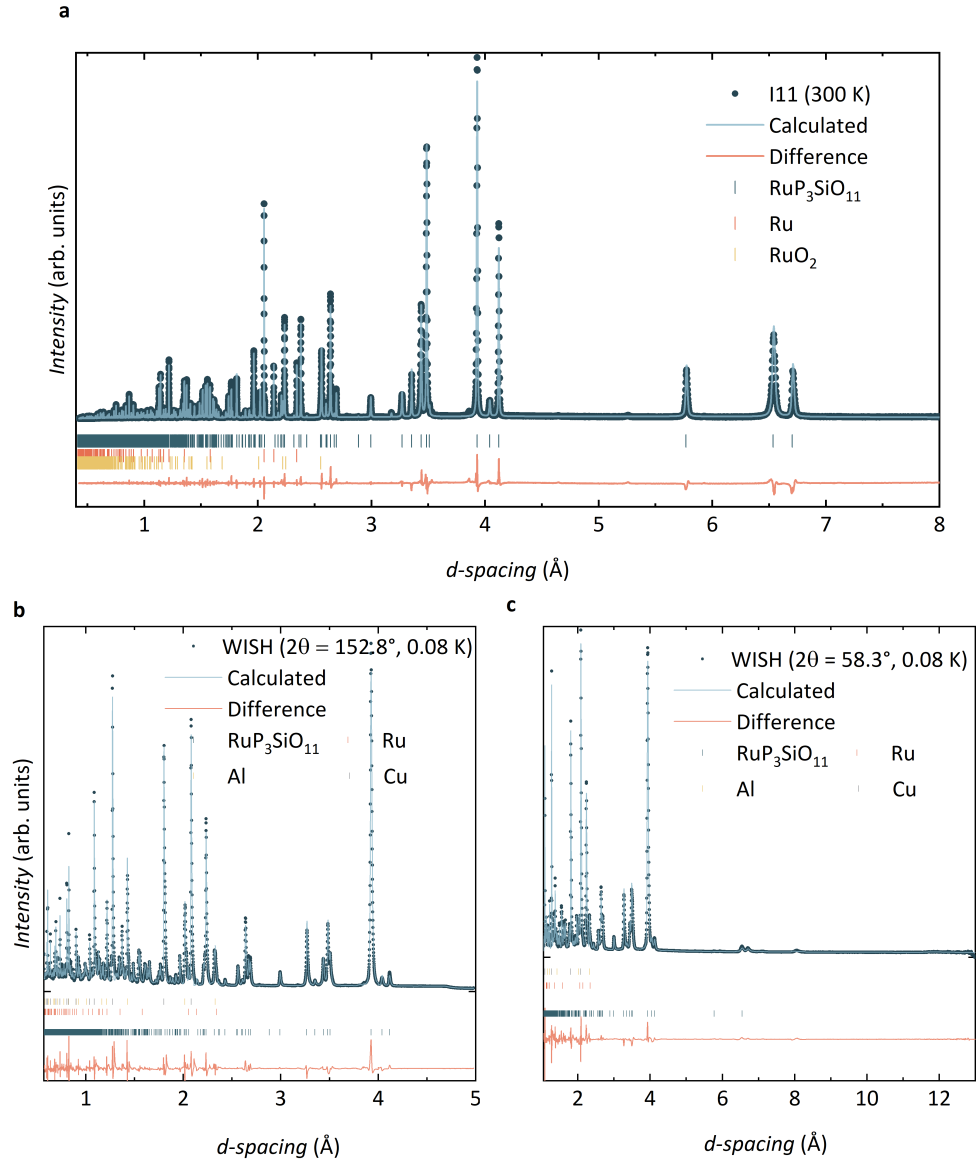 a
Intensity (arb. units)
I11 (300 K)
Calculated
Difference
RuP₃SiO₁₁
Ru
RuO₂
1 2 3 4 5 6 7 8
d-spacing (Å)
b
Intensity (arb. units)
WISH (2θ = 152.8°, 0.08 K)
Calculated
Difference
RuP₃SiO₁₁ Ru
Al Cu
1 2 3 4 5
d-spacing (Å)
c
WISH (2θ = 58.3°, 0.08 K)
Calculated
Difference
RuP₃SiO₁₁ Ru
Al Cu
2 4 6 8 10 12
d-spacing (Å)